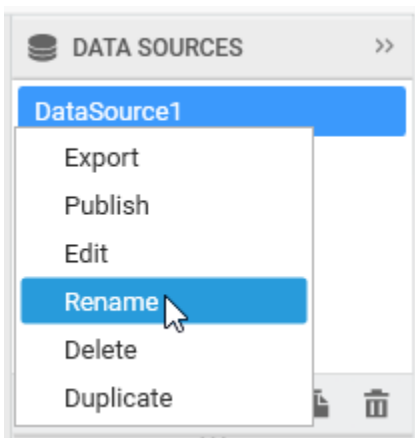 DATA SOURCES
DataSource1
Export
Publish
Edit
Rename
Delete
Duplicate